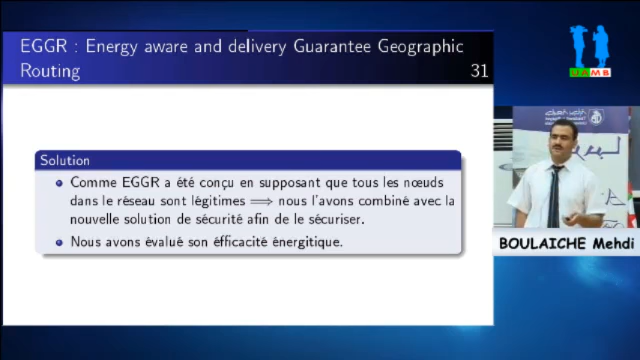 EGGR : Energy aware and delivery Guarantee Geographic
Routing
31
Solution
Comme EGGR a été conçu en supposant que tous les nœuds
dans le réseau sont légitimes ⟹ nous l'avons combiné avec la
nouvelle solution de sécurité afin de le sécuriser.
Nous avons évalué son éfficacité énergitique.
UAMB
BOULAICHE Mehdi